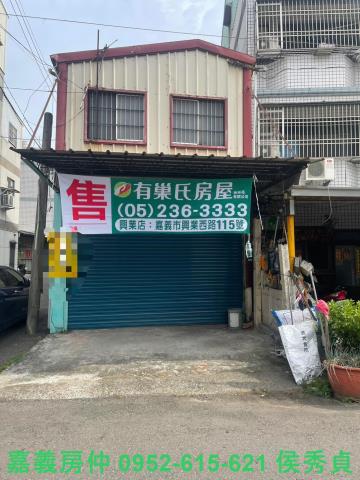 售
有巢氏房屋
(05)236-3333
興業店：嘉義市興業西路115號
嘉義房仲 0952-615-621 侯秀貞